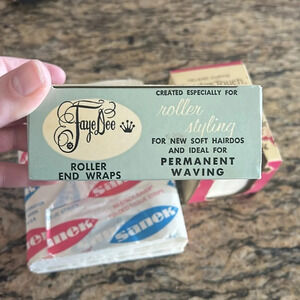 FayeDee
ROLLER
END WRAPS
CREATED ESPECIALLY FOR
roller
styling
FOR NEW SOFT HAIRDOS
AND IDEAL FOR
PERMANENT
WAVING
sanek
sanek
sanek